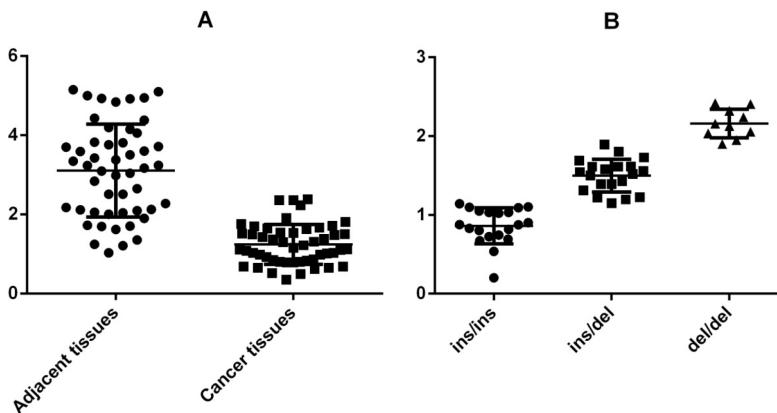 A
6
4
2
0
Adjacent tissues
Cancer tissues
B
3
2
1
0
ins/ins
ins/del
del/del